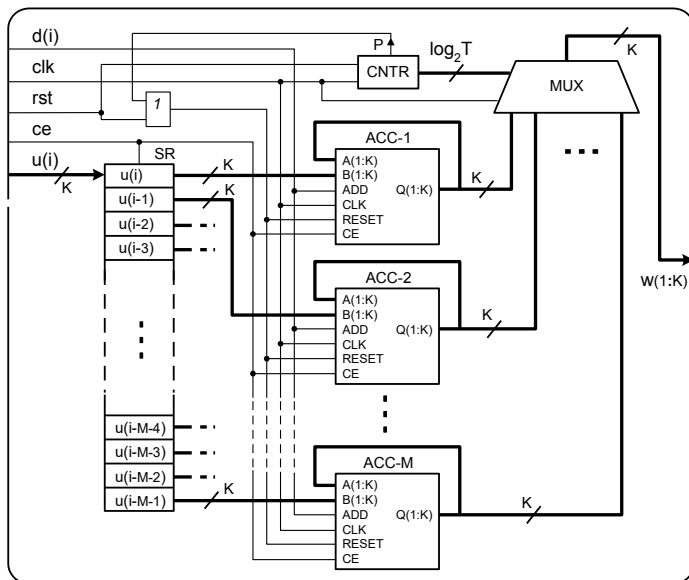 d(i)
clk
rst
ce
u(i)
K
P
CNTR
log2T
MUX
K
1
SR
u(i)
u(i-1)
u(i-2)
u(i-3)
u(i-M-4)
u(i-M-3)
u(i-M-2)
u(i-M-1)
K
K
K
ACC-1
A(1:K)
B(1:K)
ADD
CLK
RESET
CE
Q(1:K)
K
ACC-2
A(1:K)
B(1:K)
ADD
CLK
RESET
CE
Q(1:K)
K
ACC-M
A(1:K)
B(1:K)
ADD
CLK
RESET
CE
Q(1:K)
K
w(1:K)